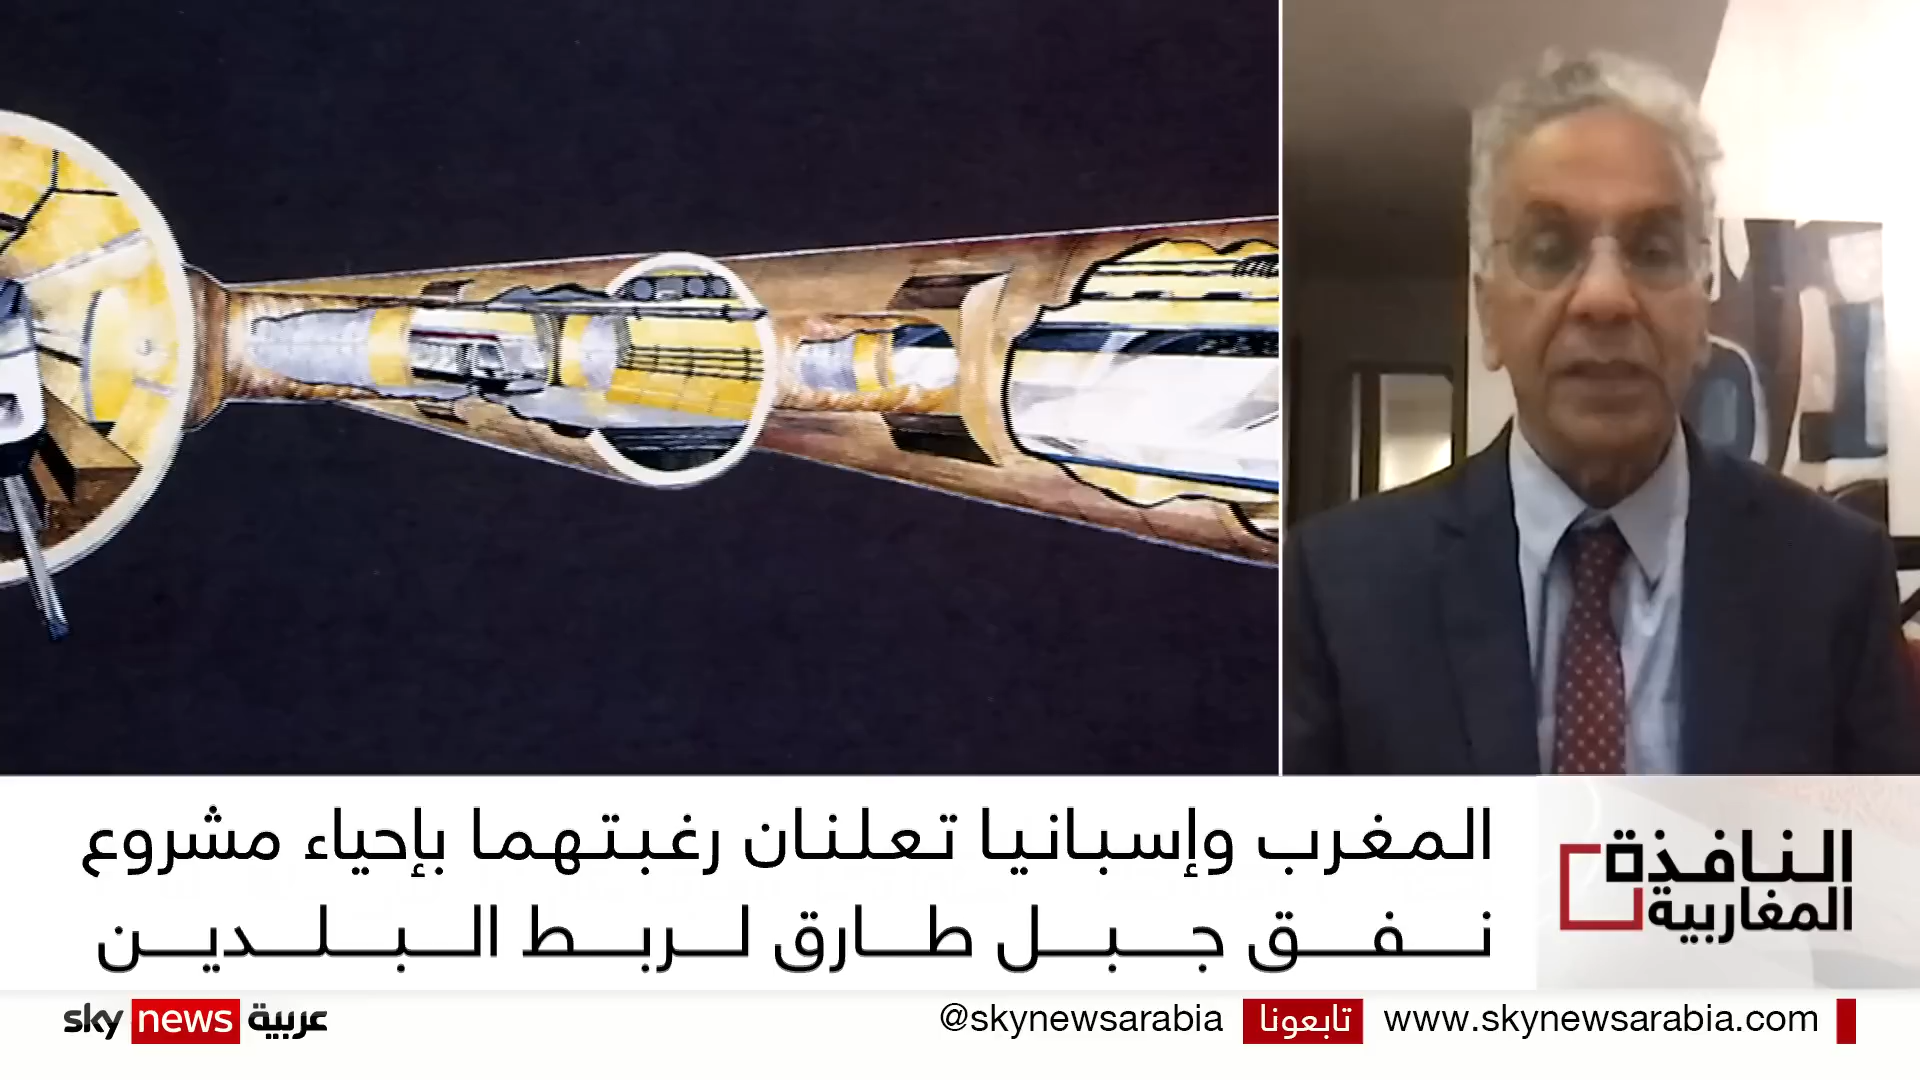 المغرب وإسبانيا تعلنان رغبتهما بإحياء مشروع
نفق جبل طارق لربط البلدين
النافذة
المغاربية
sky news عربية
@skynewsarabia تابعونا www.skynewsarabia.com